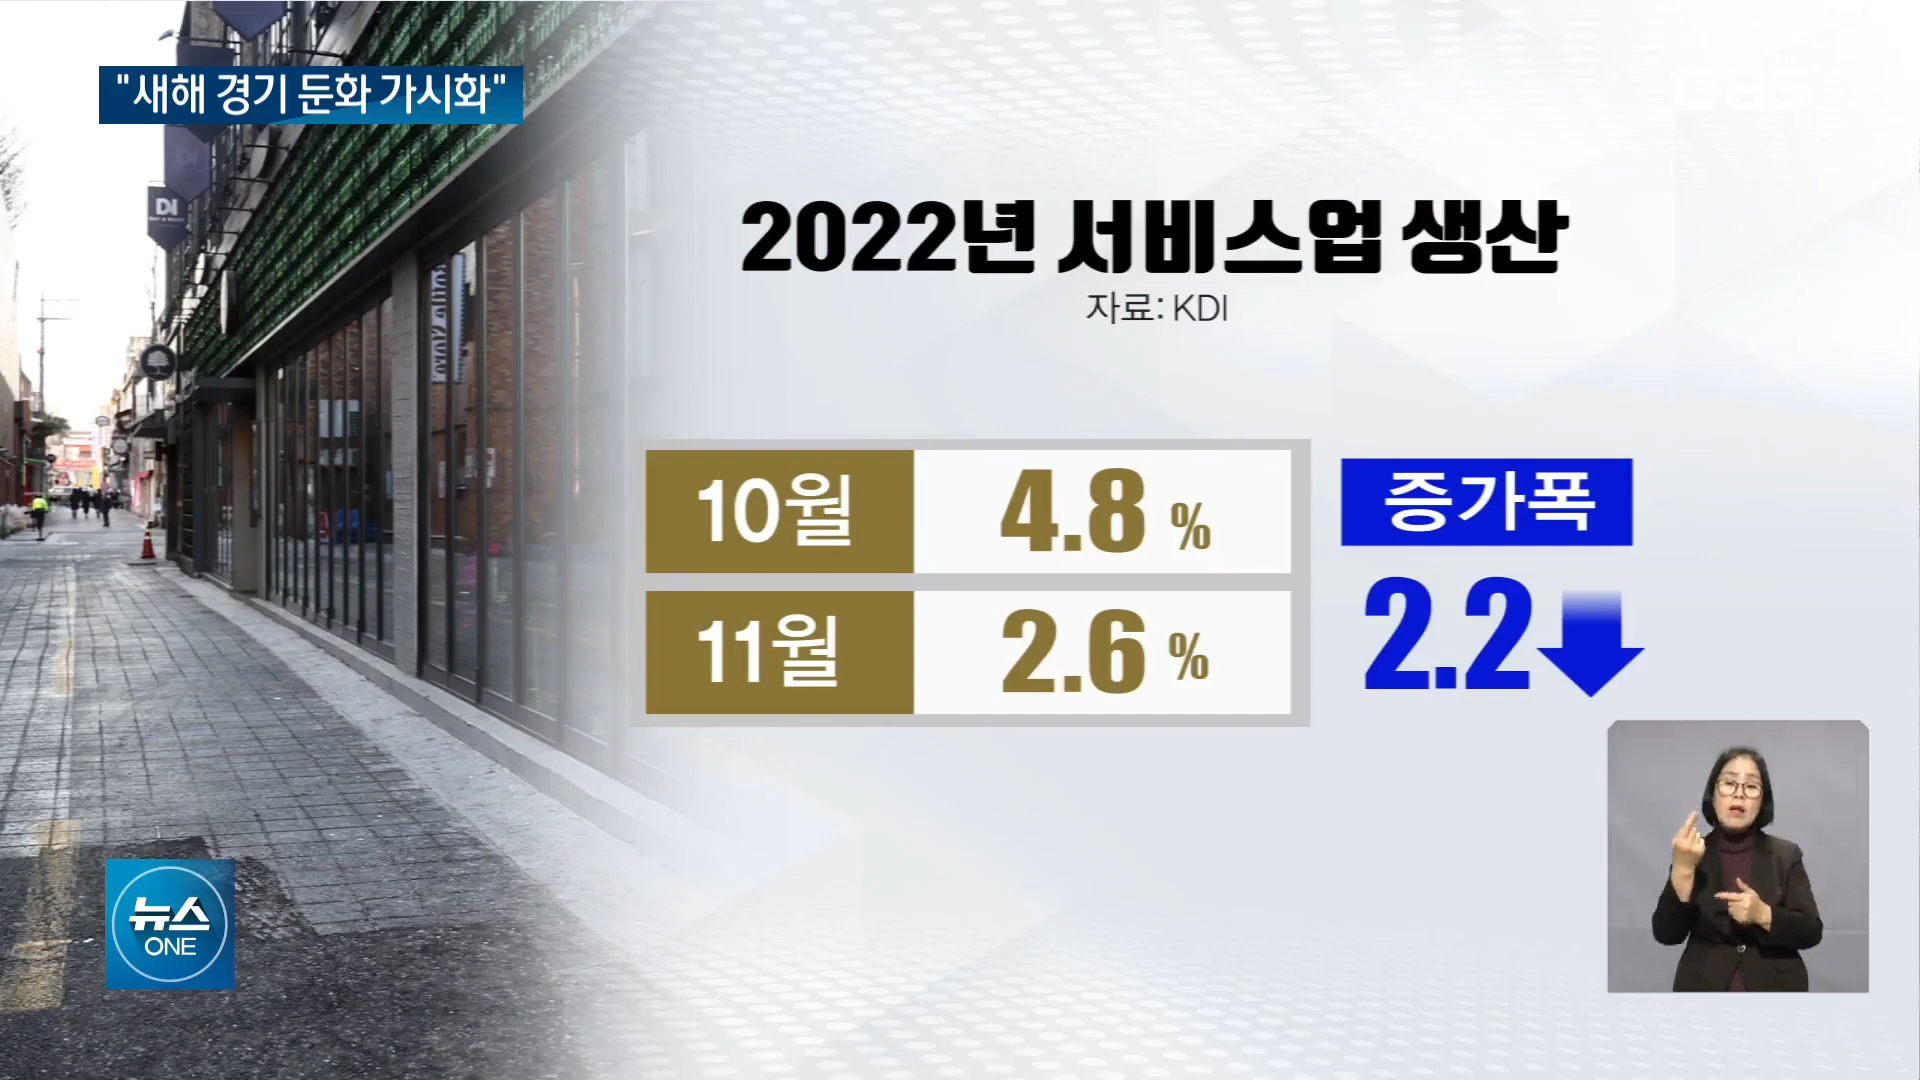 "새해 경기 둔화 가시화"
OBS
2022년 서비스업 생산
자료: KDI
10월 4.8 %
11월 2.6 %
증가폭
2.2
DI
뉴스
ONE